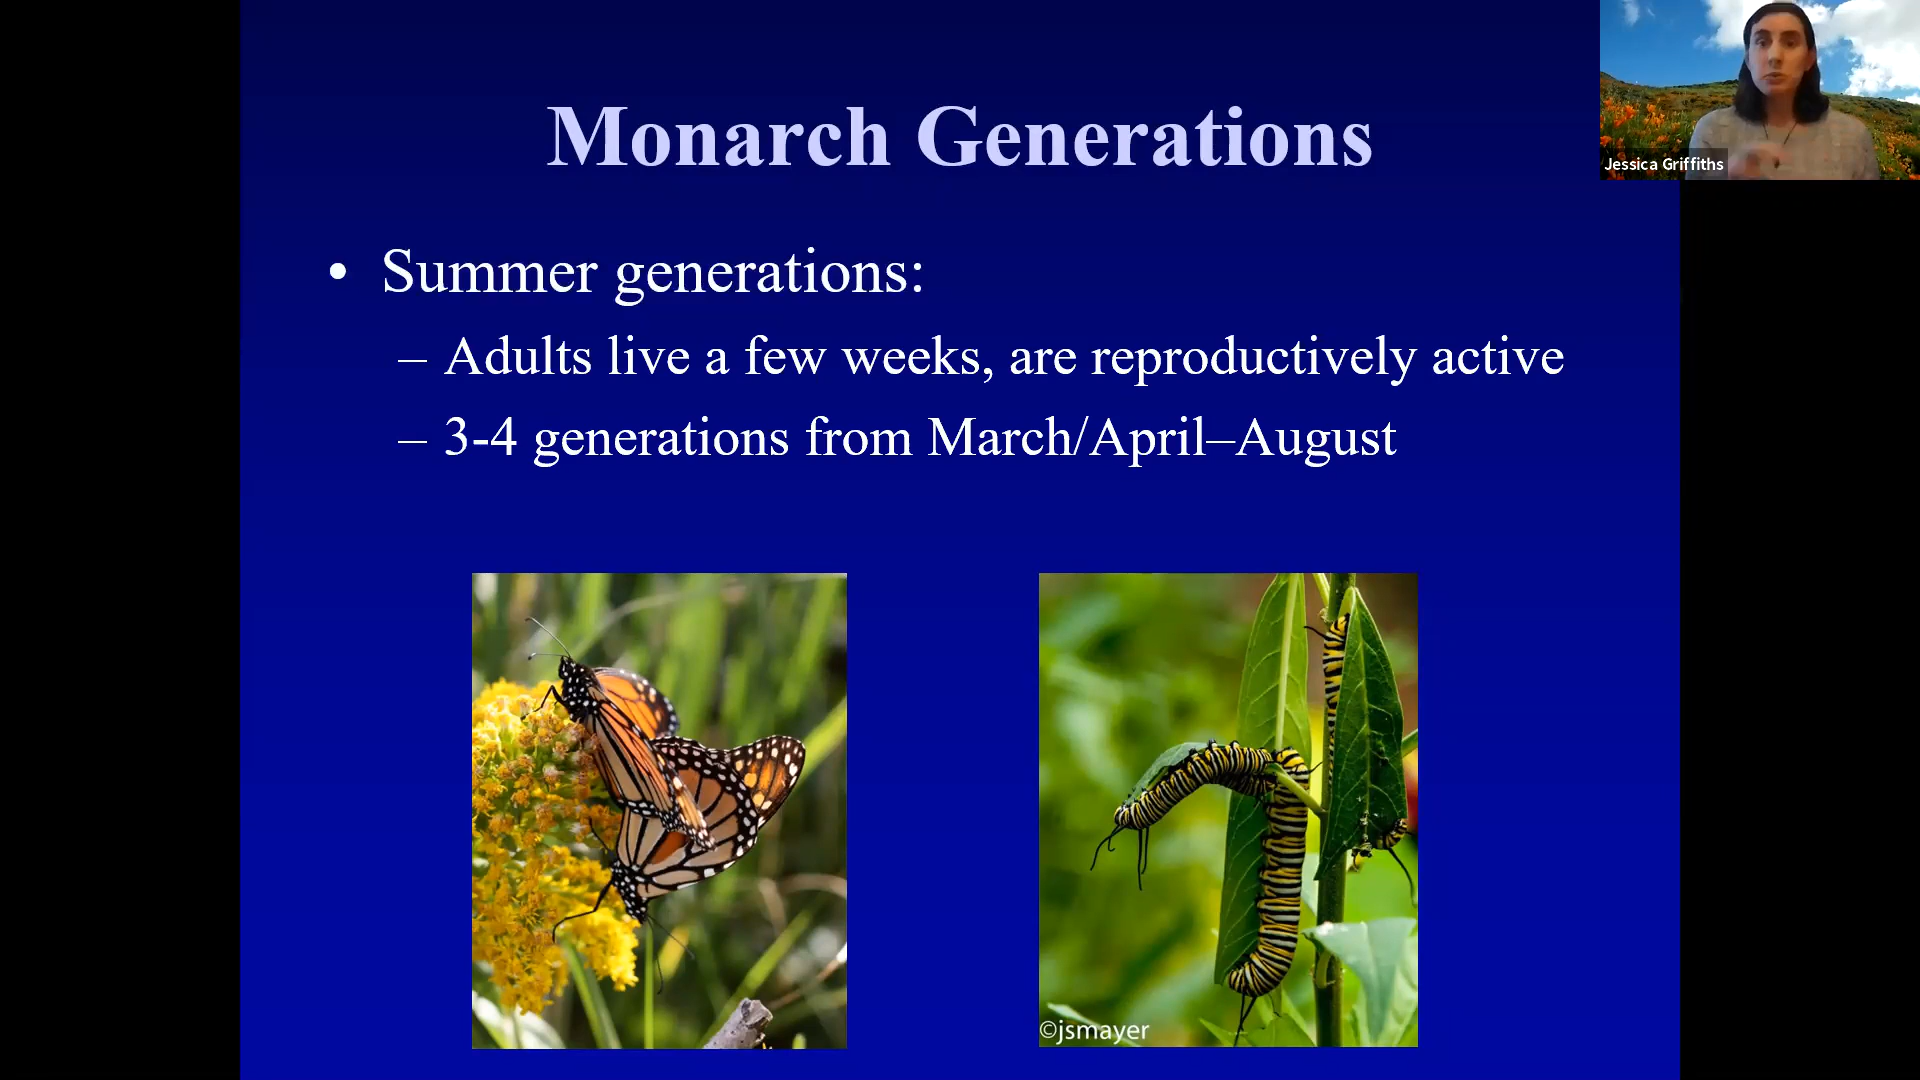 Monarch Generations
Jessica Griffiths
• Summer generations:
– Adults live a few weeks, are reproductively active
– 3-4 generations from March/April–August
©jsmayer